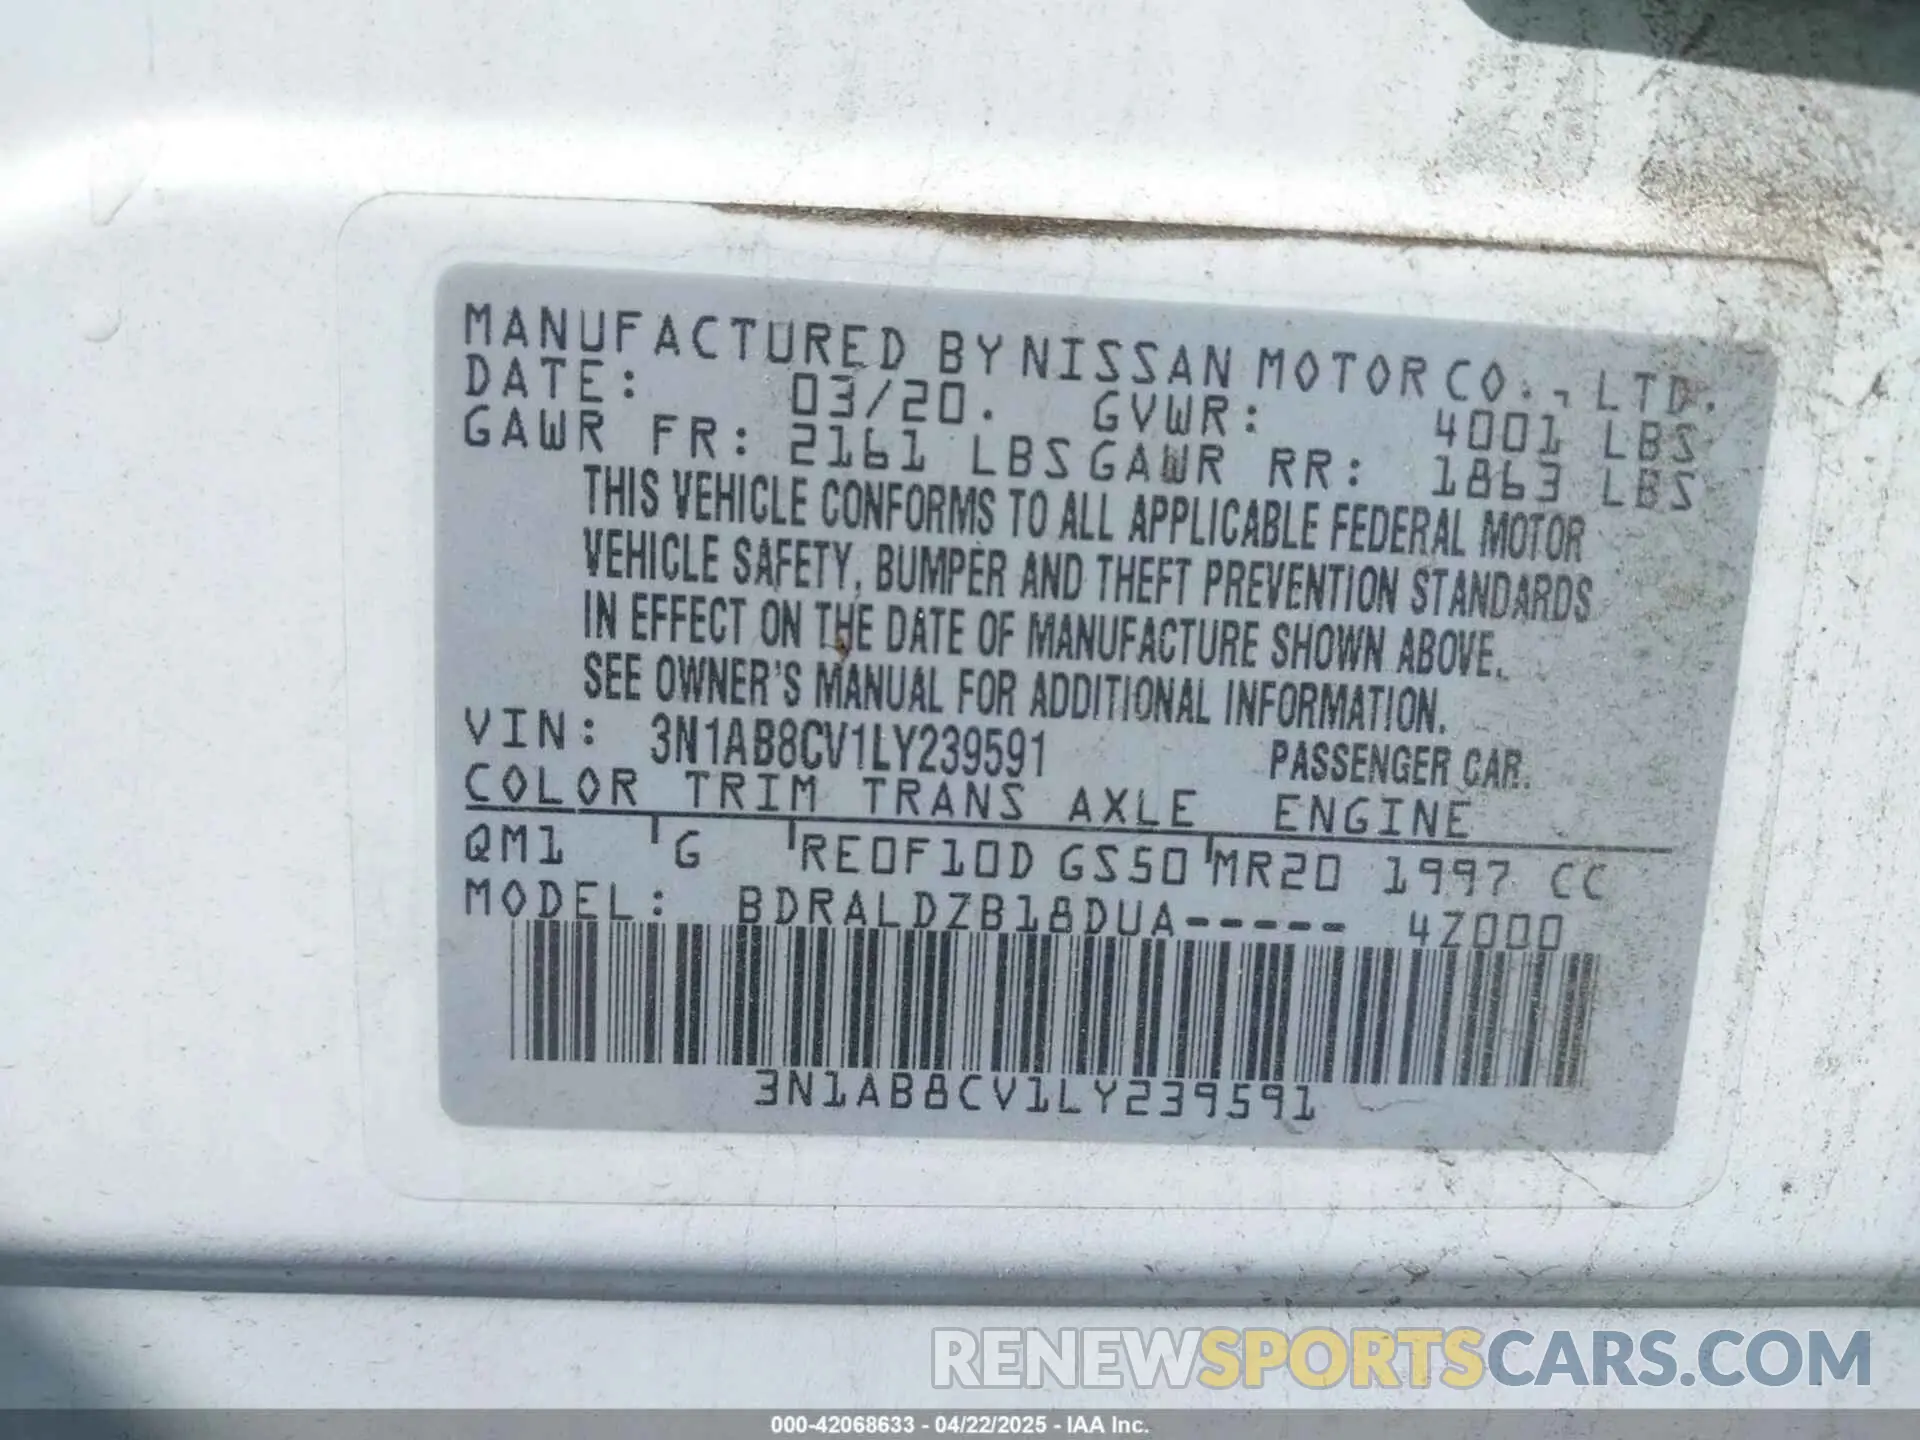 MANUFACTURED BY NISSAN MOTOR CO., LTD.
DATE: 03/20. GVWR: 4001 LBS
GAWR FR: 2161 LBS GAWR RR: 1863 LBS
THIS VEHICLE CONFORMS TO ALL APPLICABLE FEDERAL MOTOR
VEHICLE SAFETY, BUMPER AND THEFT PREVENTION STANDARDS
IN EFFECT ON THE DATE OF MANUFACTURE SHOWN ABOVE.
SEE OWNER'S MANUAL FOR ADDITIONAL INFORMATION.
VIN: 3N1AB8CV1LY239591 PASSENGER CAR.
COLOR TRIM TRANS AXLE ENGINE
QM1 G RE0F10D GS50 MR20 1997 CC
MODEL: BDRALDZB18DUA----- 4Z000
3N1AB8CV1LY239591
RENEWSPORTSCARS.COM
000-42068633 - 04/22/2025 - IAA Inc.